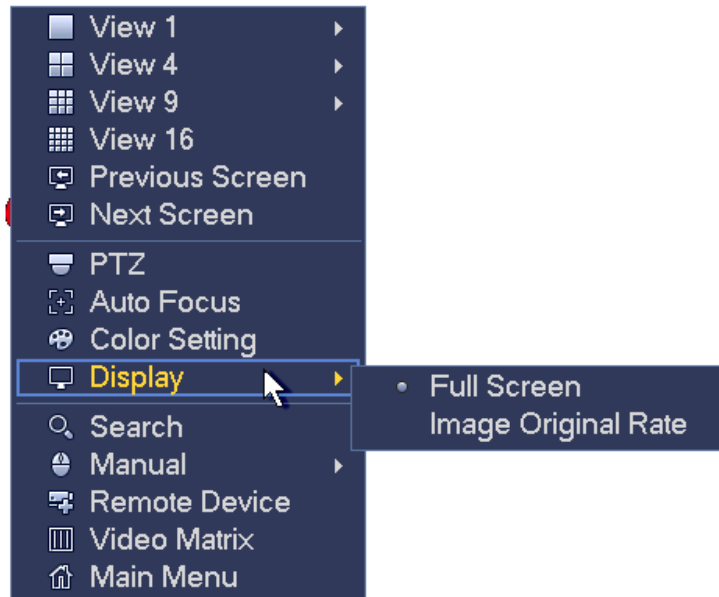 View 1
View 4
View 9
View 16
Previous Screen
Next Screen
PTZ
Auto Focus
Color Setting
Display
Full Screen
Image Original Rate
Search
Manual
Remote Device
Video Matrix
Main Menu